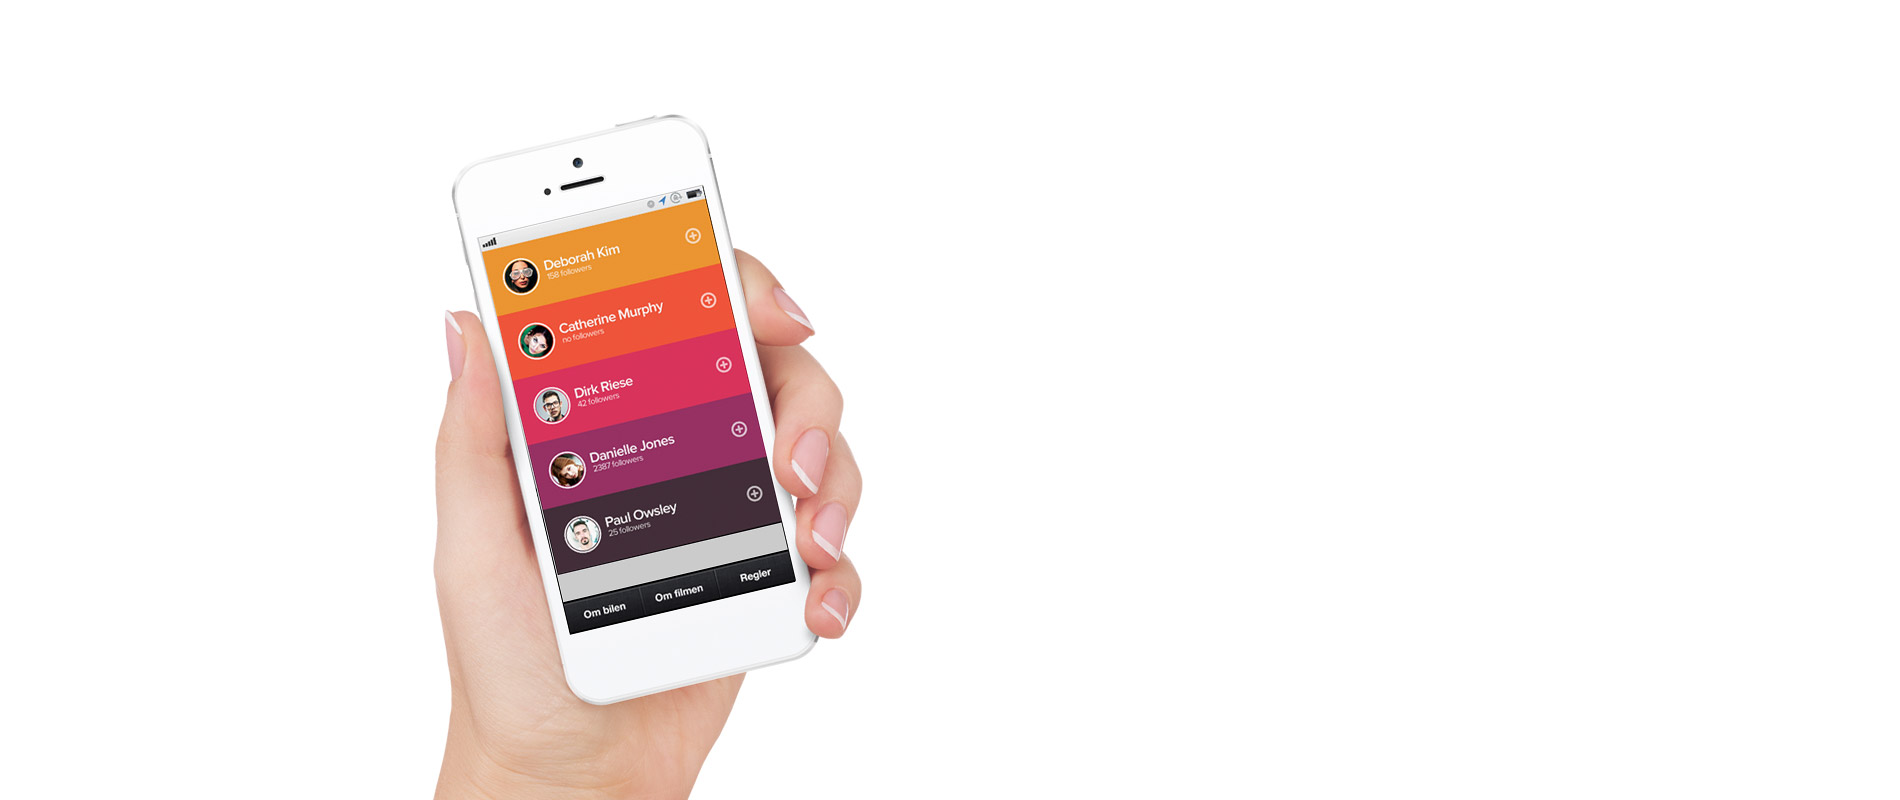 Deborah Kim
158 followers
Catherine Murphy
no followers
Dirk Riese
42 followers
Danielle Jones
2387 followers
Paul Owsley
25 followers
Om bilen
Om filmen
Regler